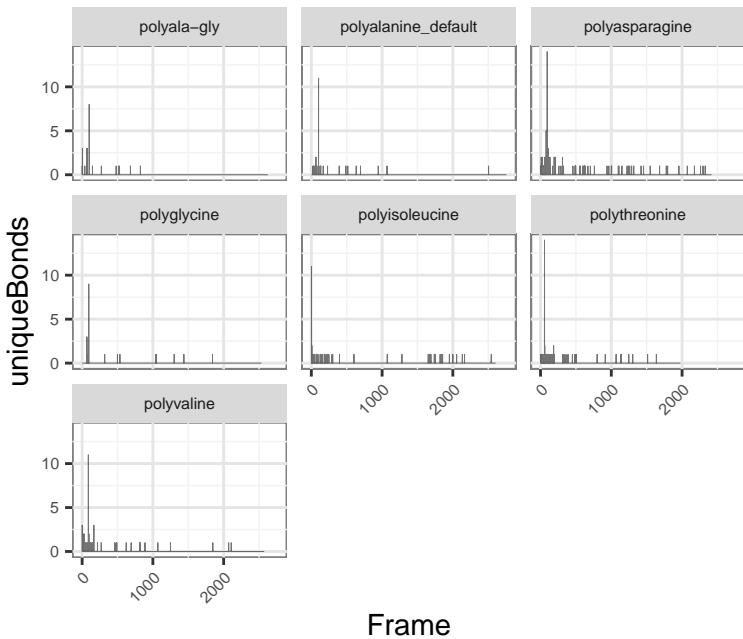 polyala−gly
polyalanine_default
polyasparagine
10
5
0
polyglycine
polyisoleucine
polythreonine
10
5
0
0
1000
2000
0
1000
2000
polyvaline
10
5
0
0
1000
2000
uniqueBonds
Frame